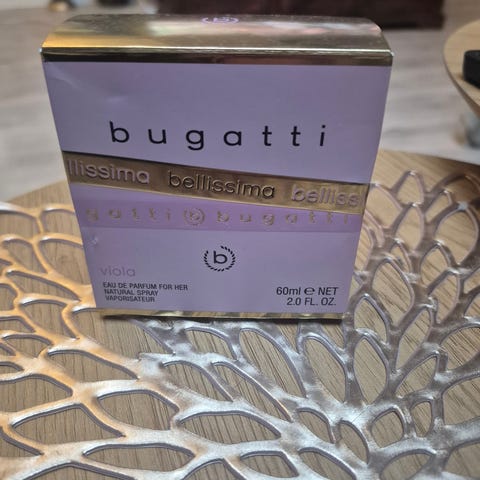 bugatti
llissima bellissima belliss
gatti b bugatti
b
viola
EAU DE PARFUM FOR HER
NATURAL SPRAY
VAPORISATEUR
60ml e NET
2.0 FL. OZ.